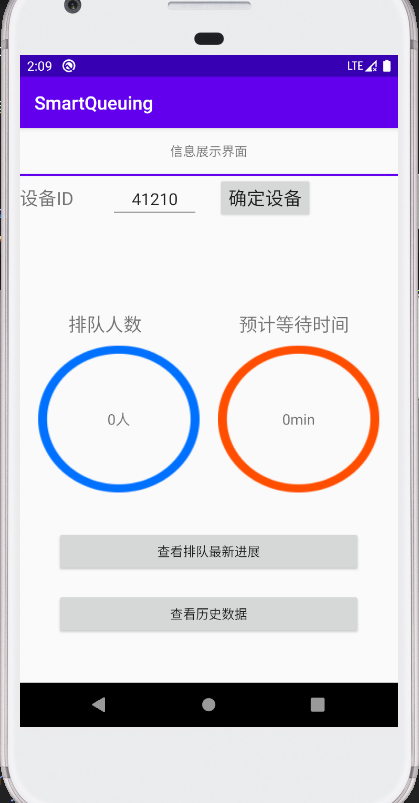 2:09 LTE
SmartQueuing
信息展示界面
设备ID 41210 确定设备
排队人数 预计等待时间
0人 0min
查看排队最新进展
查看历史数据